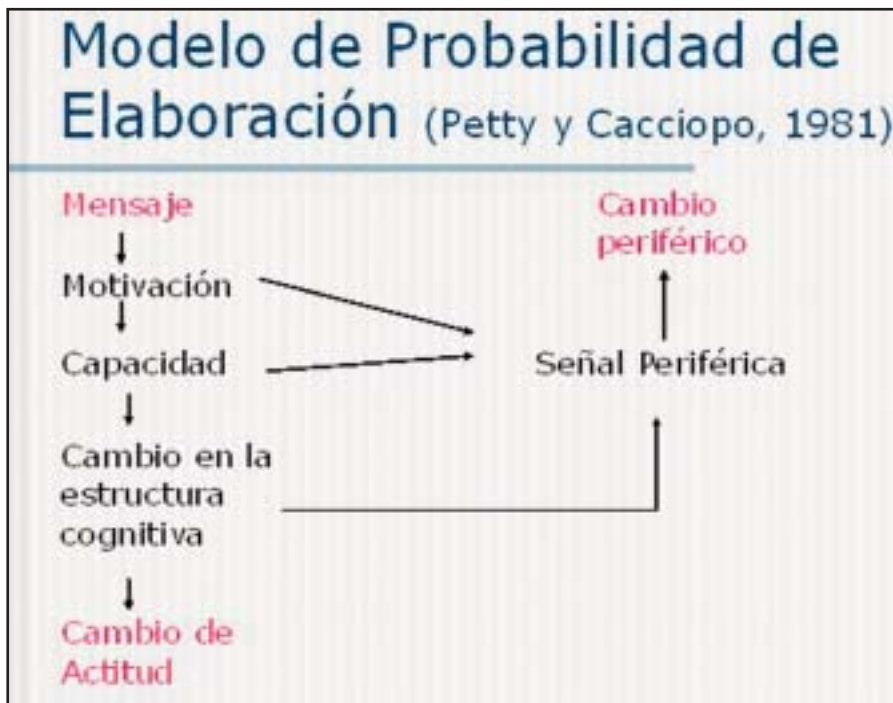 Modelo de Probabilidad de
Elaboración (Petty y Cacciopo, 1981)
Mensaje
Motivación
Capacidad
Cambio en la
estructura
cognitiva
Cambio de
Actitud
Cambio
periférico
Señal Periférica